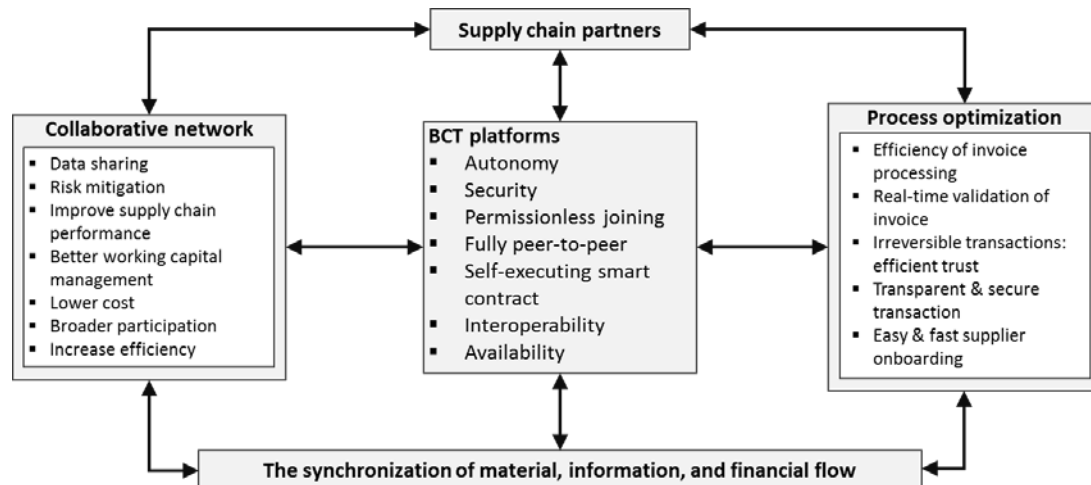 Supply chain partners
Collaborative network
▪ Data sharing
▪ Risk mitigation
▪ Improve supply chain
performance
▪ Better working capital
management
▪ Lower cost
▪ Broader participation
▪ Increase efficiency
BCT platforms
▪ Autonomy
▪ Security
▪ Permissionless joining
▪ Fully peer-to-peer
▪ Self-executing smart
contract
▪ Interoperability
▪ Availability
Process optimization
▪ Efficiency of invoice
processing
▪ Real-time validation of
invoice
▪ Irreversible transactions:
efficient trust
▪ Transparent & secure
transaction
▪ Easy & fast supplier
onboarding
The synchronization of material, information, and financial flow